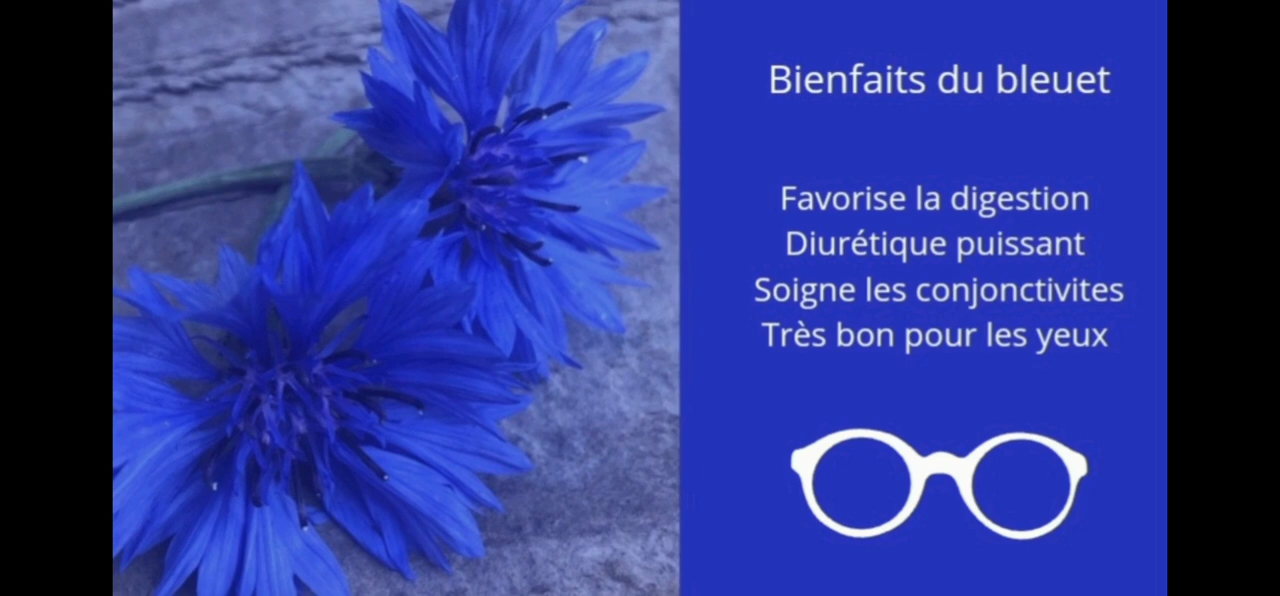 Bienfaits du bleuet
Favorise la digestion
Diurétique puissant
Soigne les conjonctivites
Très bon pour les yeux